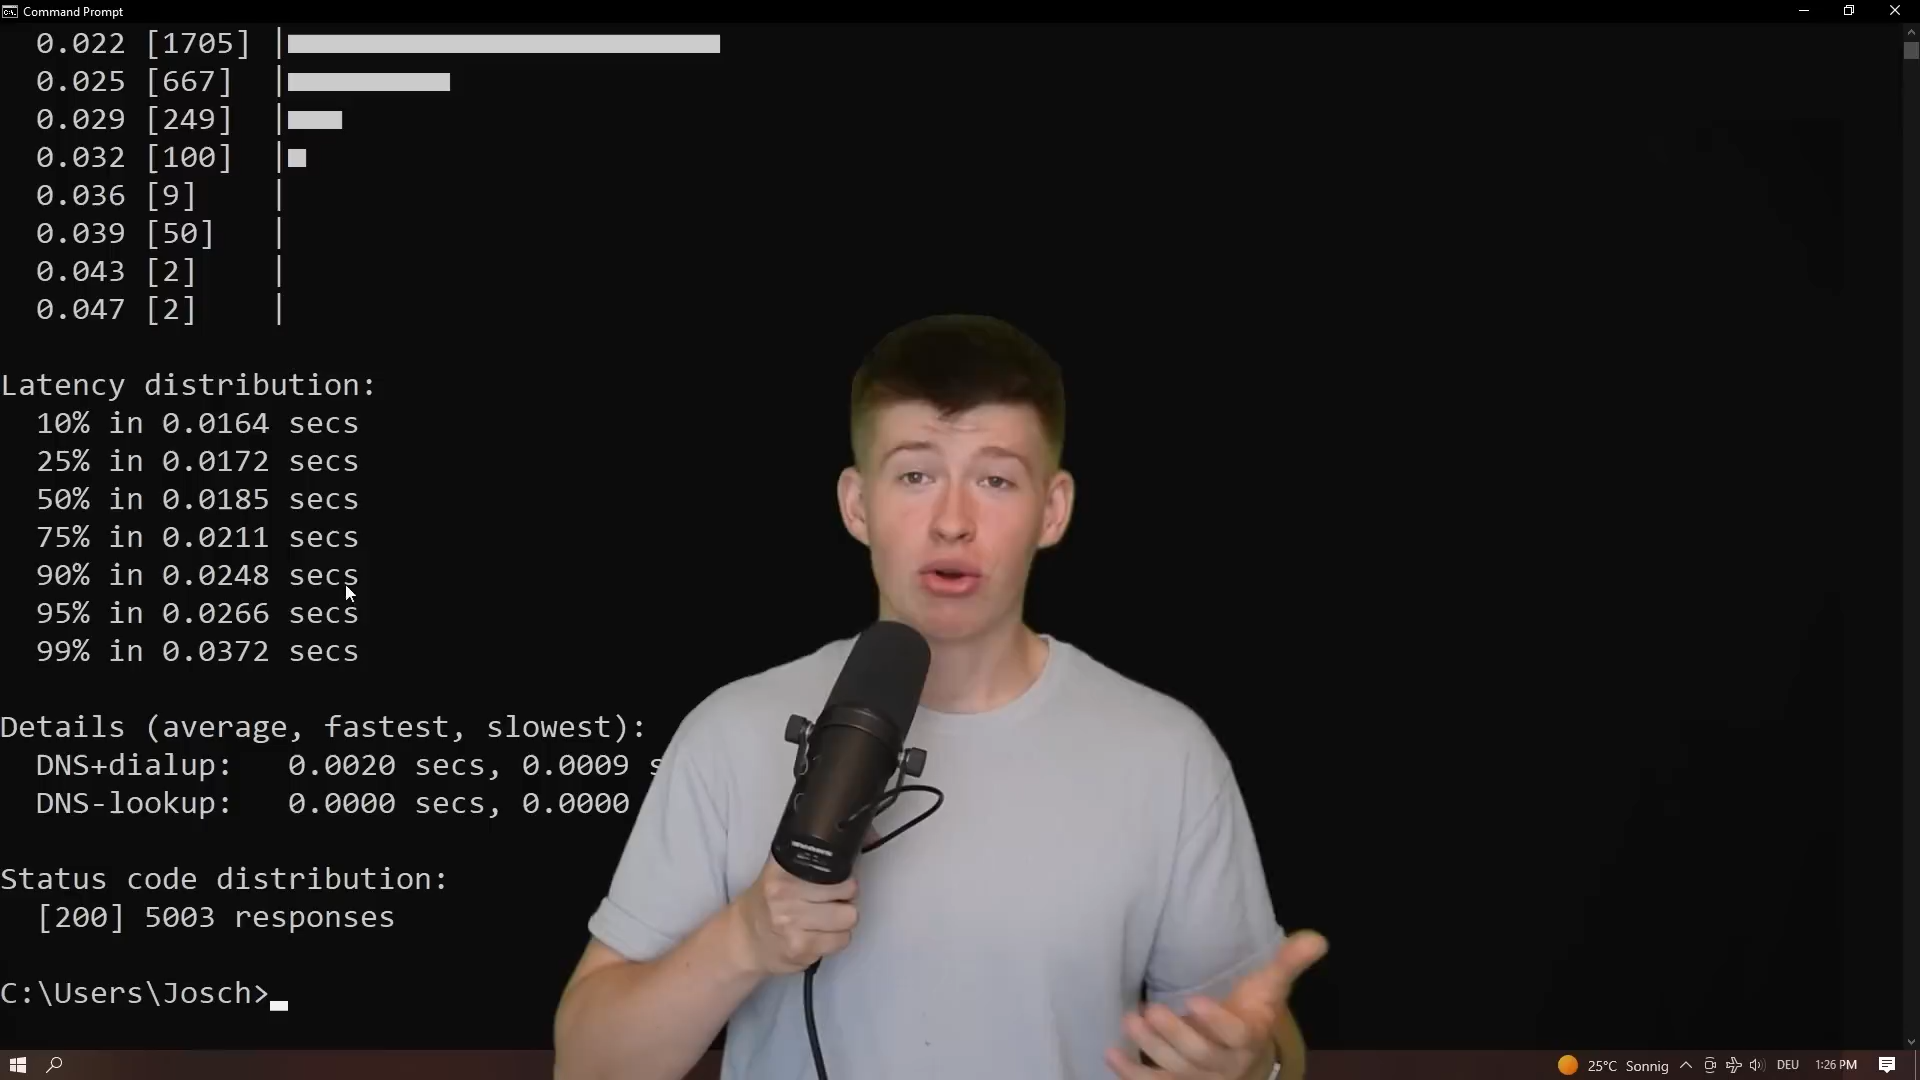 Command Prompt
0.022 [1705] |
0.025 [667] |
0.029 [249] |
0.032 [100] |
0.036 [9] |
0.039 [50] |
0.043 [2] |
0.047 [2] |
Latency distribution:
10% in 0.0164 secs
25% in 0.0172 secs
50% in 0.0185 secs
75% in 0.0211 secs
90% in 0.0248 secs
95% in 0.0266 secs
99% in 0.0372 secs
Details (average, fastest, slowest):
DNS+dialup: 0.0020 secs, 0.0009 s
DNS-lookup: 0.0000 secs, 0.0000
Status code distribution:
[200] 5003 responses
C:\Users\Josch>
25°C Sonnig DEU 1:26 PM